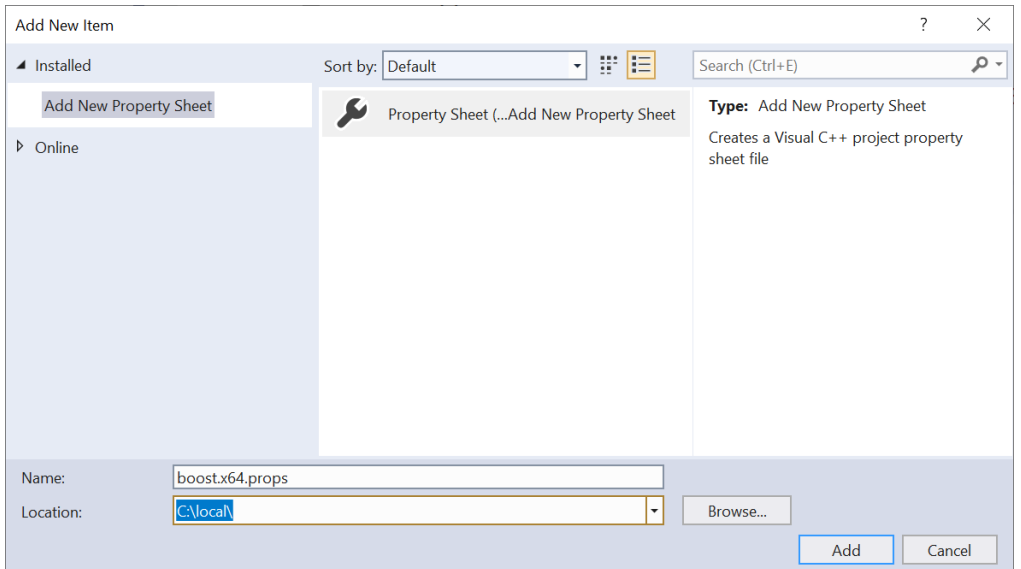 Add New Item
?
Installed
Sort by: Default
Search (Ctrl+E)
Add New Property Sheet
Property Sheet (...Add New Property Sheet
Type: Add New Property Sheet
Creates a Visual C++ project property
sheet file
Online
Name: boost.x64.props
Location: C:\local\
Browse...
Add
Cancel